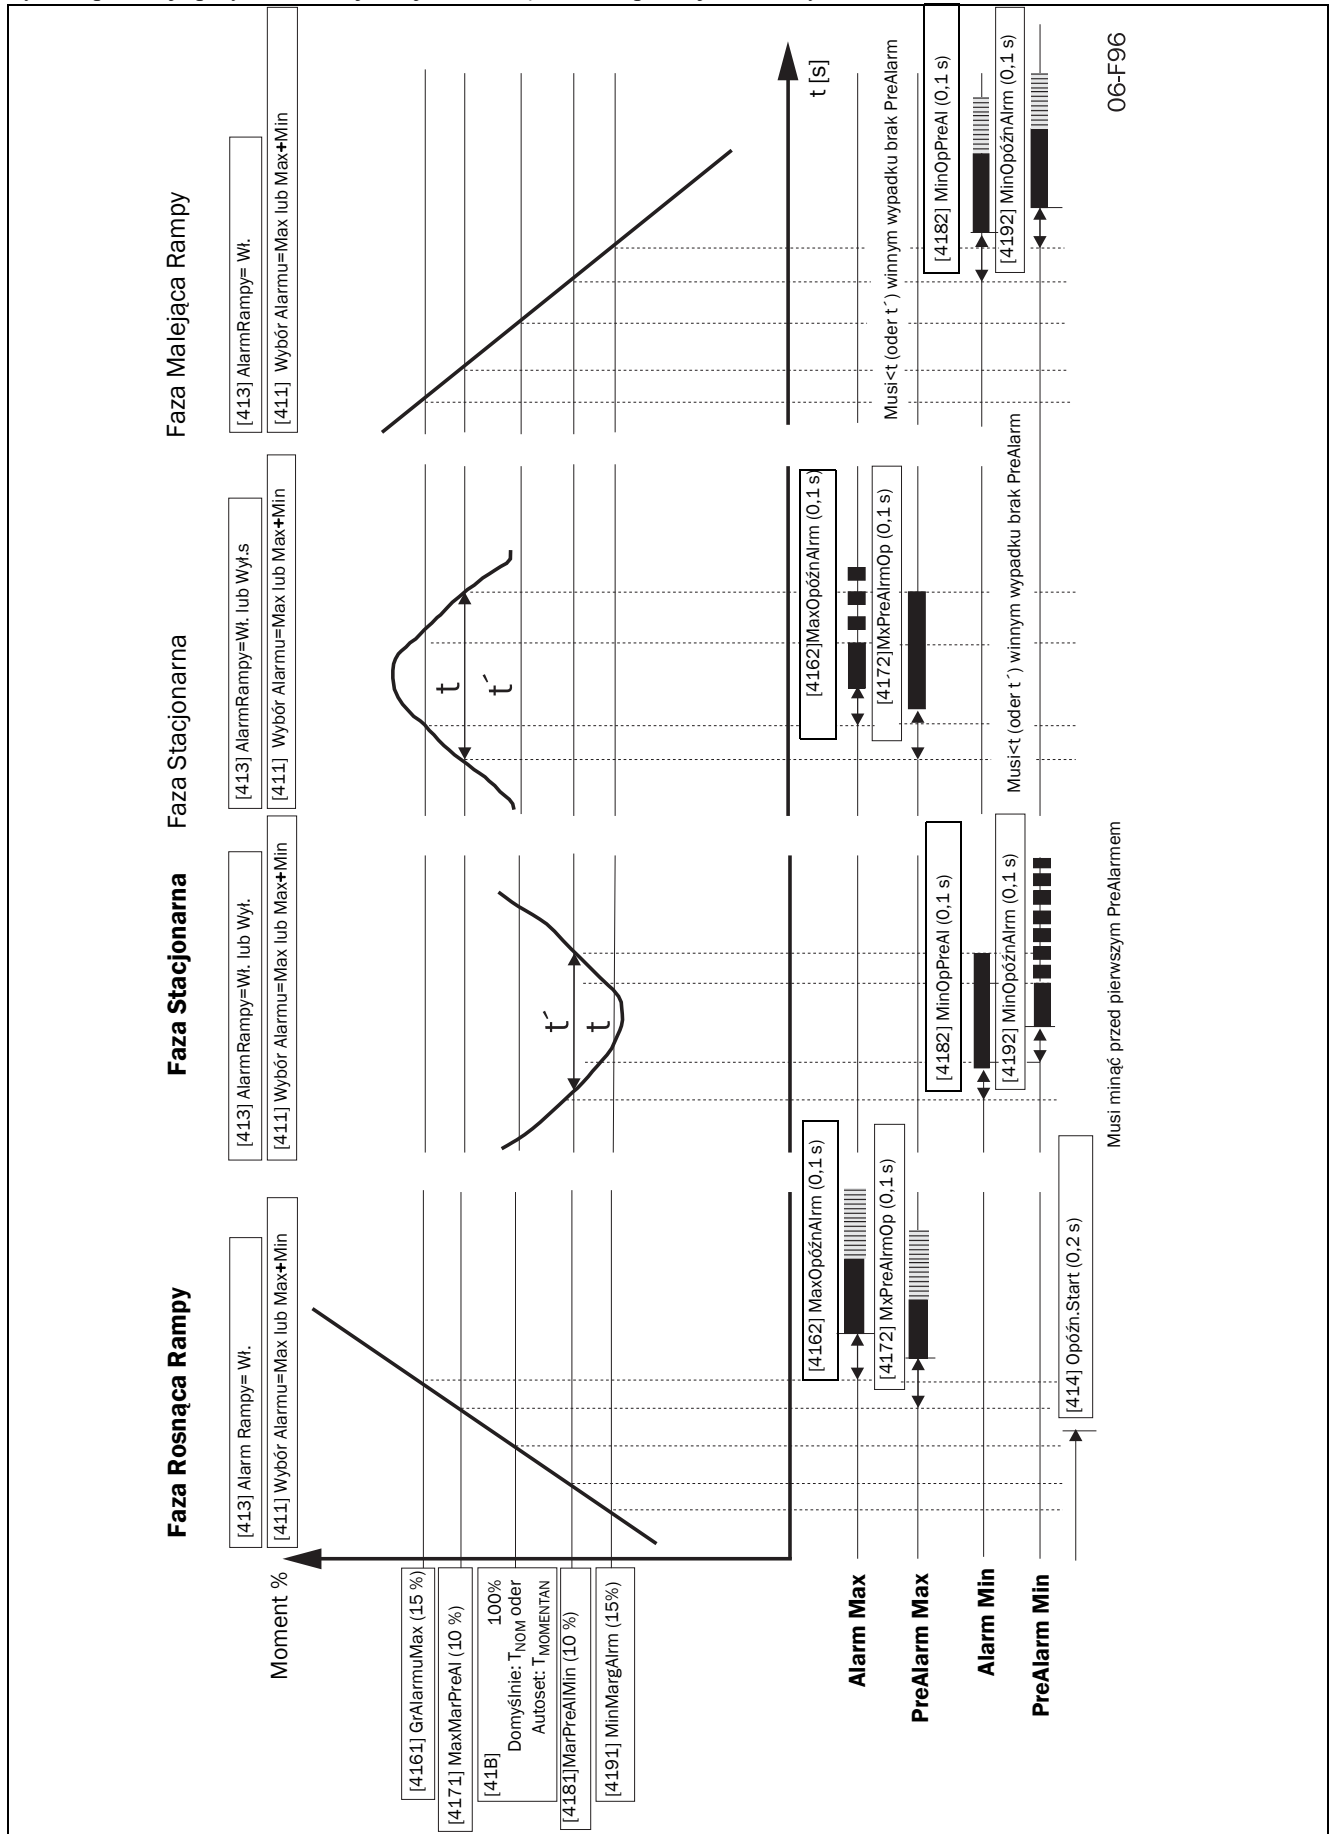 Faza Rosnąca Rampy
[413] Alarm Rampy= Wł.
[411] Wybór Alarmu=Max lub Max+Min
Faza Stacjonarna
[413] AlarmRampy=Wł. lub Wył.
[411] Wybór Alarmu=Max lub Max+Min
Faza Stacjonarna
[413] AlarmRampy=Wł. lub Wył.s
[411] Wybór Alarmu=Max lub Max+Min
Faza Malejąca Rampy
[413] AlarmRampy= Wł.
[411] Wybór Alarmu=Max lub Max+Min
Moment %
[4161] GrAlarmuMax (15 %)
[4171] MaxMarPreAl (10 %)
[41B] 100%
Domyślnie: TNOM oder
Autoset: TMOMENTAN
[4181]MarPreAlMin (10 %)
[4191] MinMargAlrm (15%)
t´
t
t
t´
t [s]
Alarm Max
PreAlarm Max
Alarm Min
PreAlarm Min
[4162] MaxOpóźnAlrm (0,1 s)
[4172] MxPreAlrmOp (0,1 s)
[414] Opóźn.Start (0,2 s)
[4182] MinOpPreAl (0,1 s)
[4192] MinOpóźnAlrm (0,1 s)
Musi minąć przed pierwszym PreAlarmem
[4162]MaxOpóźnAlrm (0,1 s)
[4172]MxPreAlrmOp (0,1 s)
Musi<t (oder t´) winnym wypadku brak PreAlarm
Musi<t (oder t´) winnym wypadku brak PreAlarm
[4182] MinOpPreAl (0,1 s)
[4192] MinOpóźnAlrm (0,1 s)
06-F96